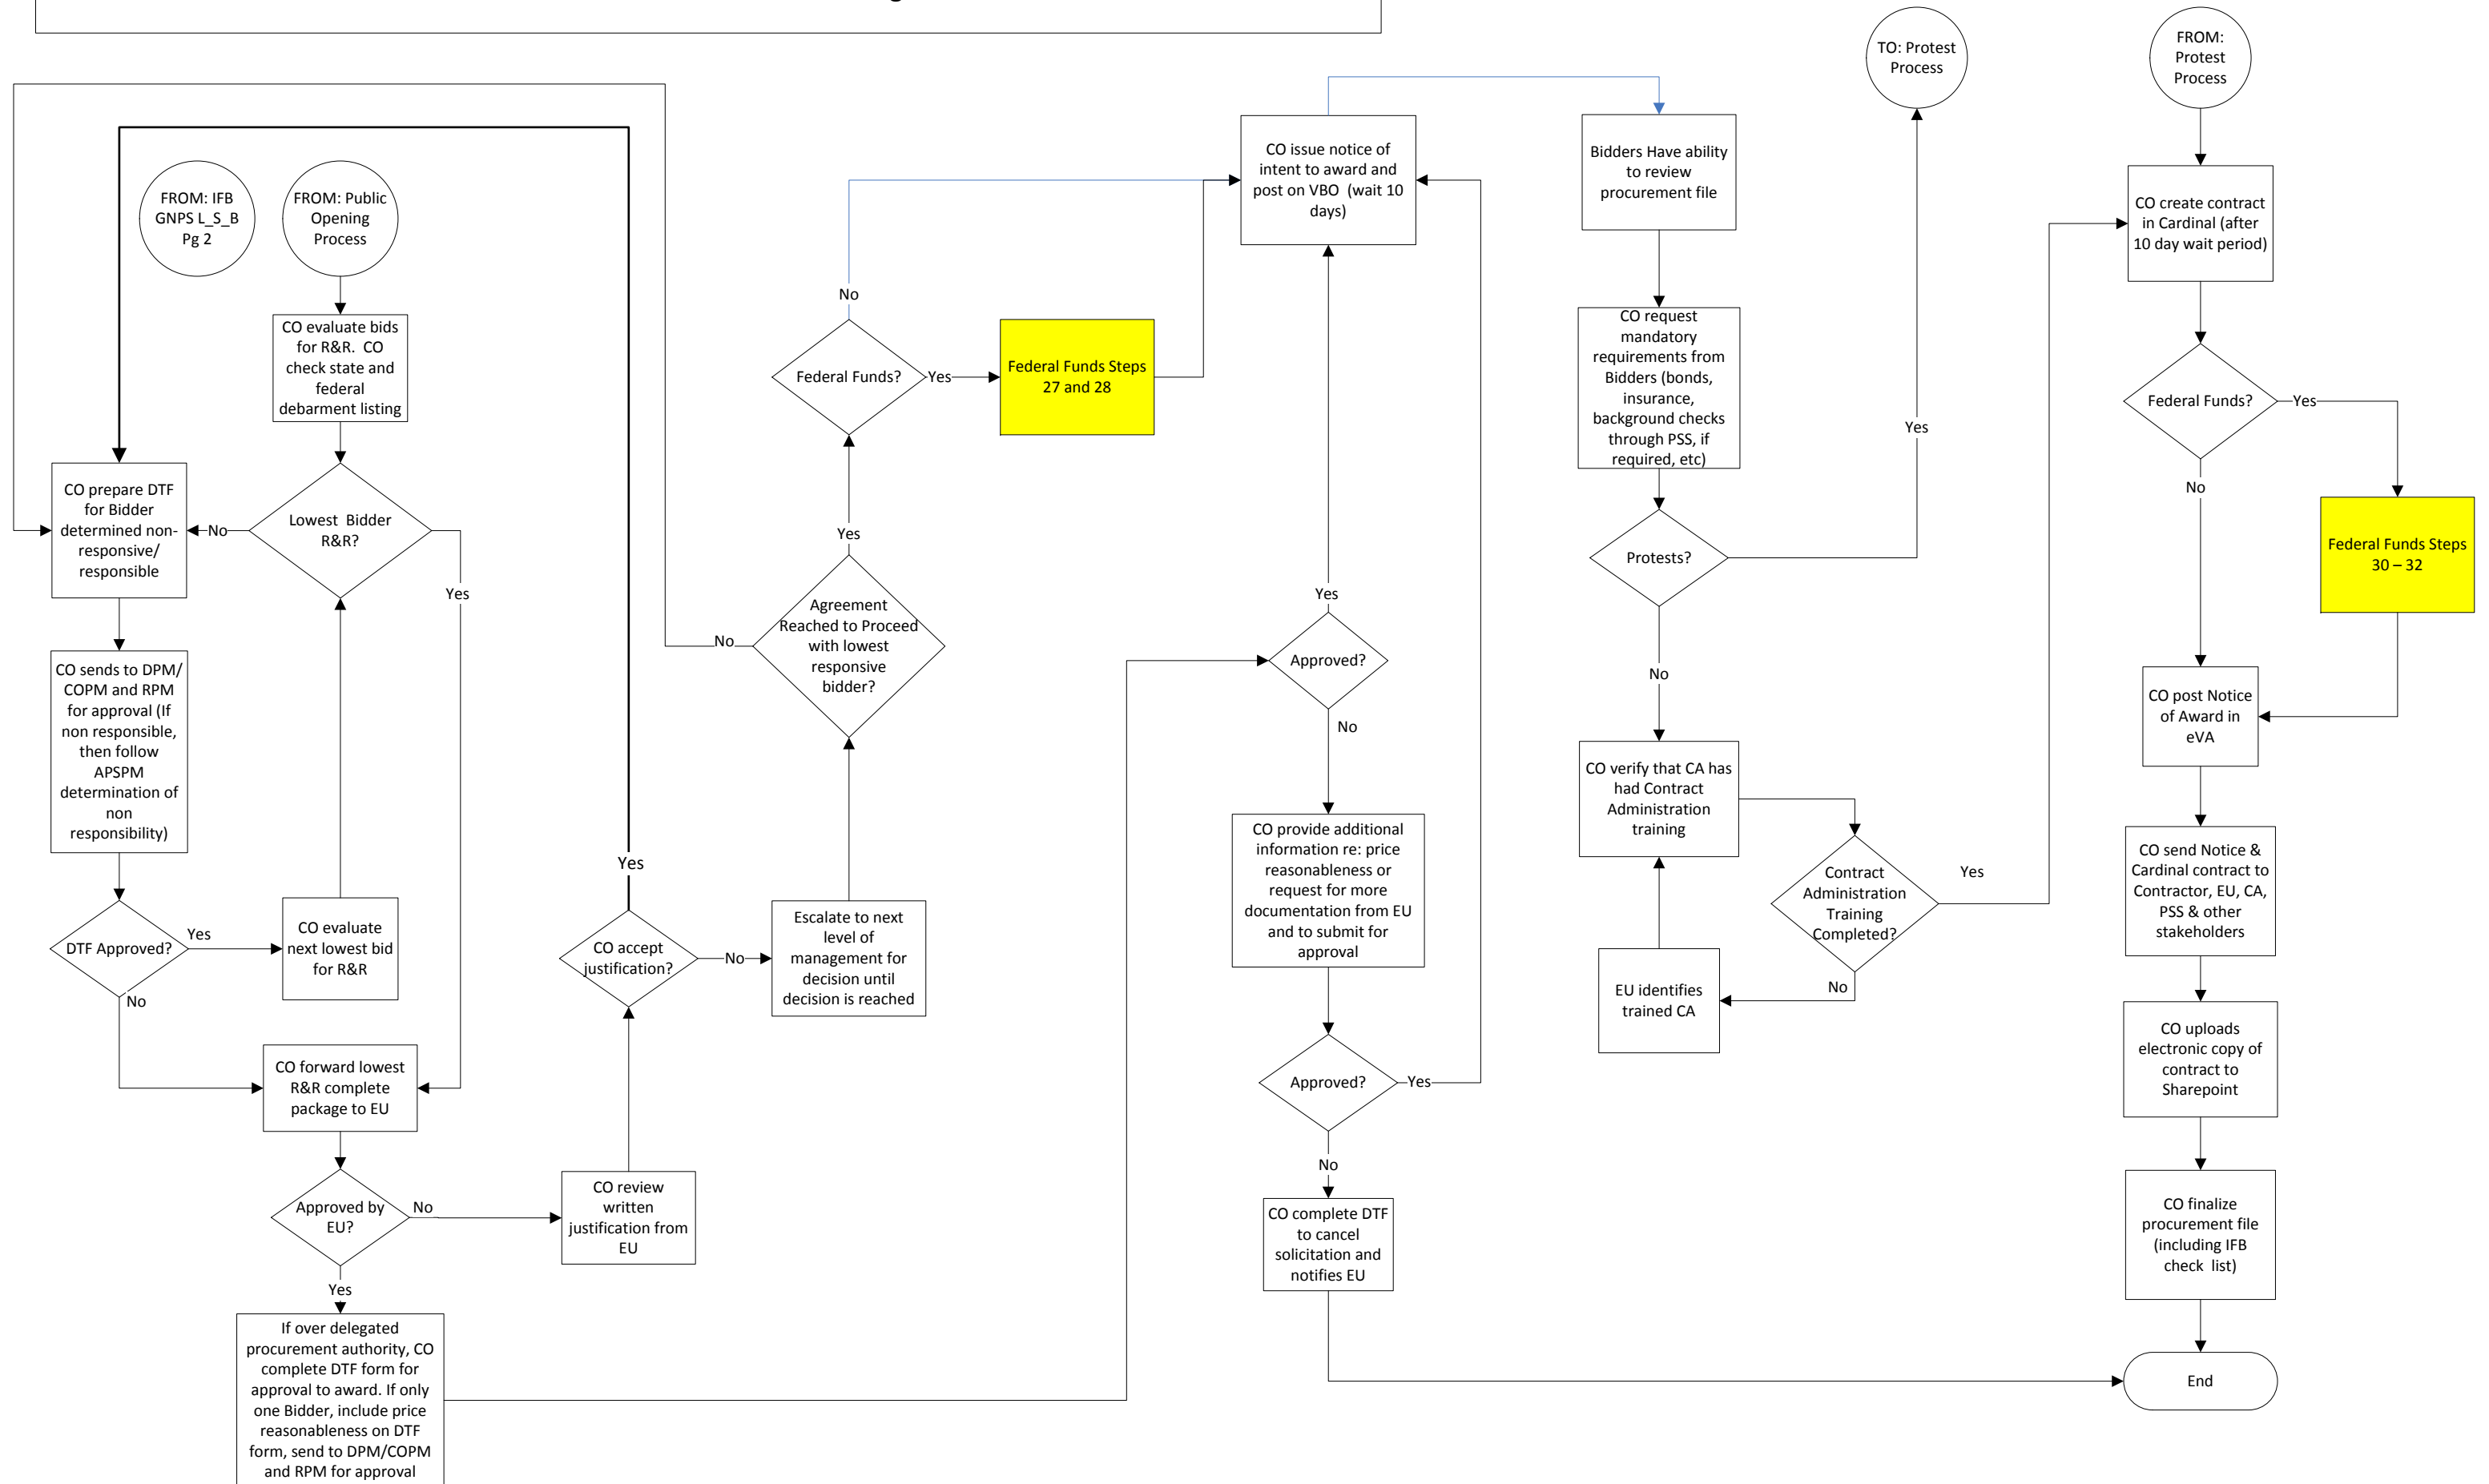 FROM: IFB
GNPS L_S_B
Pg 2
FROM: Public
Opening
Process
CO evaluate bids
for R&R.  CO
check state and
federal
debarment listing
CO prepare DTF
for Bidder
determined non-
responsive/
responsible
No
Lowest  Bidder
R&R?
Yes
CO sends to DPM/
COPM and RPM
for approval (If
non responsible,
then follow
APSPM
determination of
non
responsibility)
DTF Approved?
Yes
No
CO evaluate
next lowest bid
for R&R
CO forward lowest
R&R complete
package to EU
Approved by
EU?
No
Yes
If over delegated
procurement authority, CO
complete DTF form for
approval to award. If only
one Bidder, include price
reasonableness on DTF
form, send to DPM/COPM
and RPM for approval
CO review
written
justification from
EU
CO accept
justification?
Yes
No
Escalate to next
level of
management for
decision until
decision is reached
Agreement
Reached to Proceed
with lowest
responsive
bidder?
No
Yes
Federal Funds?
No
Yes
Federal Funds Steps
27 and 28
CO issue notice of
intent to award and
post on VBO  (wait 10
days)
Yes
Approved?
No
CO provide additional
information re: price
reasonableness or
request for more
documentation from EU
and to submit for
approval
Approved?
Yes
No
CO complete DTF
to cancel
solicitation and
notifies EU
Bidders Have ability
to review
procurement file
CO request
mandatory
requirements from
Bidders (bonds,
insurance,
background checks
through PSS, if
required, etc)
Protests?
Yes
No
TO: Protest
Process
CO verify that CA has
had Contract
Administration
training
Contract
Administration
Training
Completed?
Yes
No
EU identifies
trained CA
FROM:
Protest
Process
CO create contract
in Cardinal (after
10 day wait period)
Federal Funds?
Yes
No
Federal Funds Steps
30 – 32
CO post Notice
of Award in
eVA
CO send Notice &
Cardinal contract to
Contractor, EU, CA,
PSS & other
stakeholders
CO uploads
electronic copy of
contract to
Sharepoint
CO finalize
procurement file
(including IFB
check  list)
End